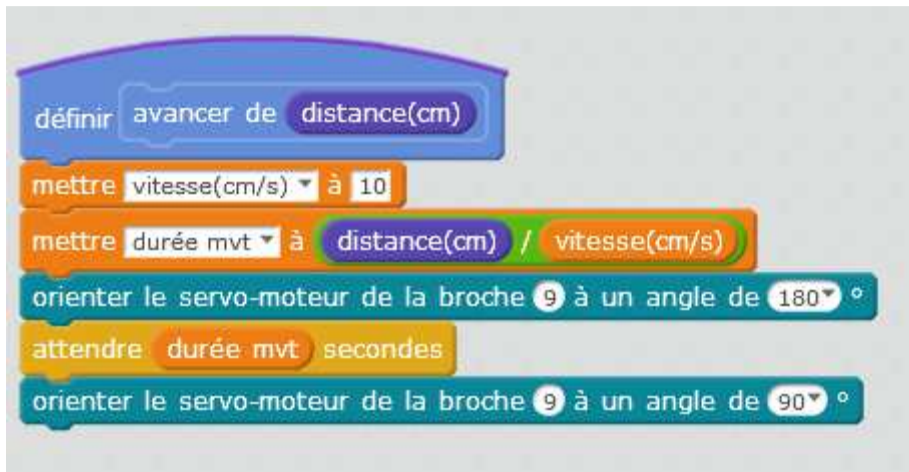 définir avancer de distance(cm)
mettre vitesse(cm/s) à 10
mettre durée mvt à distance(cm) / vitesse(cm/s)
orienter le servo-moteur de la broche 9 à un angle de 180 °
attendre durée mvt secondes
orienter le servo-moteur de la broche 9 à un angle de 90 °